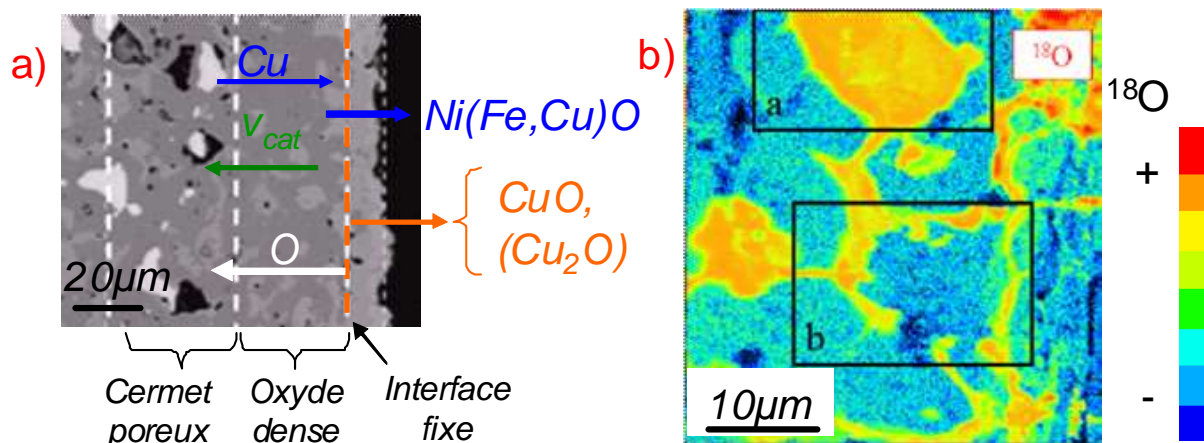 a)
Cu
Ni(Fe,Cu)O
v_cat
CuO,
(Cu₂O)
O
20µm
Cermet
poreux
Oxyde
dense
Interface
fixe
b)
¹⁸O
a
b
10µm
¹⁸O
+
-